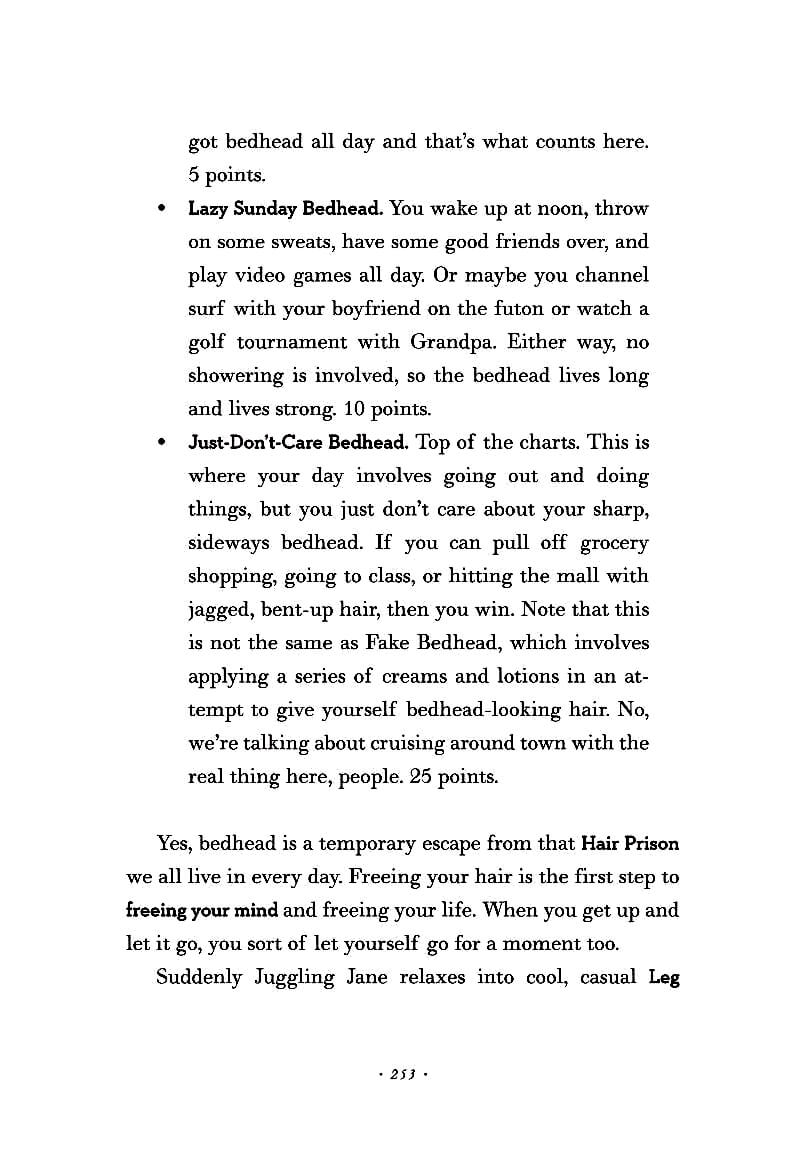 got bedhead all day and that's what counts here.
5 points.
• Lazy Sunday Bedhead. You wake up at noon, throw
on some sweats, have some good friends over, and
play video games all day. Or maybe you channel
surf with your boyfriend on the futon or watch a
golf tournament with Grandpa. Either way, no
showering is involved, so the bedhead lives long
and lives strong. 10 points.
• Just-Don't-Care Bedhead. Top of the charts. This is
where your day involves going out and doing
things, but you just don't care about your sharp,
sideways bedhead. If you can pull off grocery
shopping, going to class, or hitting the mall with
jagged, bent-up hair, then you win. Note that this
is not the same as Fake Bedhead, which involves
applying a series of creams and lotions in an at-
tempt to give yourself bedhead-looking hair. No,
we're talking about cruising around town with the
real thing here, people. 25 points.
Yes, bedhead is a temporary escape from that Hair Prison
we all live in every day. Freeing your hair is the first step to
freeing your mind and freeing your life. When you get up and
let it go, you sort of let yourself go for a moment too.
Suddenly Juggling Jane relaxes into cool, casual Leg
· 253 ·